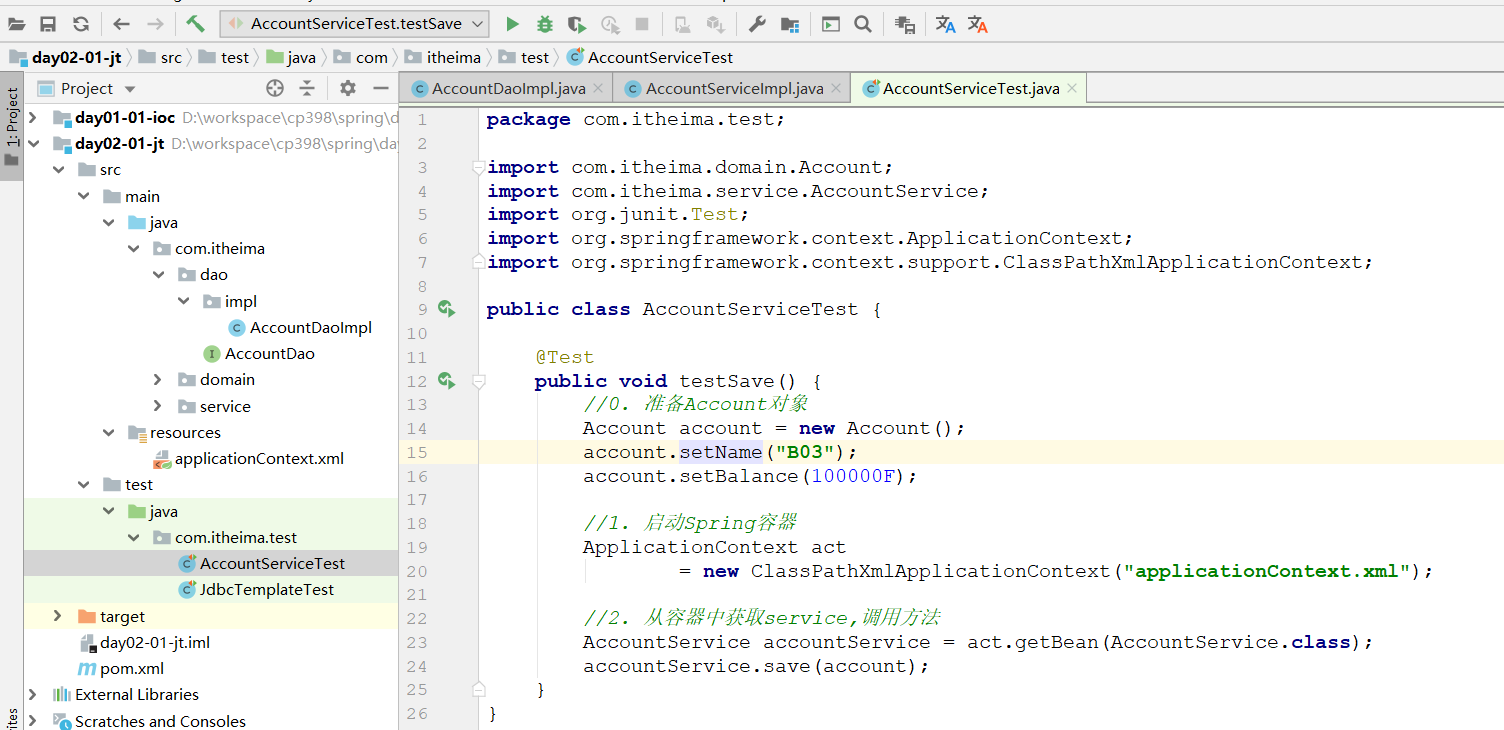 AccountServiceTest.testSave
day02-01-jt src test java com itheima test AccountServiceTest
1: Project
Project
AccountDaoImpl.java AccountServiceImpl.java AccountServiceTest.java
day01-01-ioc D:\workspace\cp398\spring\d
day02-01-jt D:\workspace\cp398\spring\day
src
main
java
com.itheima
dao
impl
AccountDaoImpl
AccountDao
domain
service
resources
applicationContext.xml
test
java
com.itheima.test
AccountServiceTest
JdbcTemplateTest
target
day02-01-jt.iml
pom.xml
External Libraries
Scratches and Consoles
1 package com.itheima.test;
2
3 import com.itheima.domain.Account;
4 import com.itheima.service.AccountService;
5 import org.junit.Test;
6 import org.springframework.context.ApplicationContext;
7 import org.springframework.context.support.ClassPathXmlApplicationContext;
8
9 public class AccountServiceTest {
10
11 @Test
12 public void testSave() {
13 //0. 准备Account对象
14 Account account = new Account();
15 account.setName("B03");
16 account.setBalance(100000F);
17
18 //1. 启动Spring容器
19 ApplicationContext act
20 = new ClassPathXmlApplicationContext("applicationContext.xml");
21
22 //2. 从容器中获取service,调用方法
23 AccountService accountService = act.getBean(AccountService.class);
24 accountService.save(account);
25 }
26 }